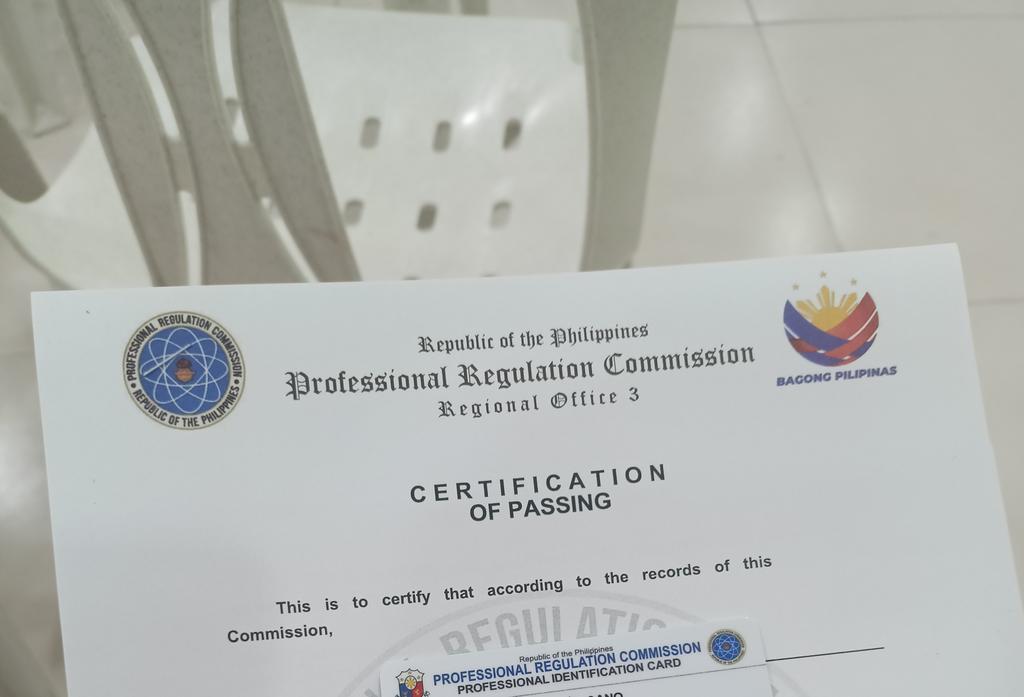 PROFESSIONAL REGULATION COMMISSION
REPUBLIC OF THE PHILIPPINES
Republic of the Philippines
Professional Regulation Commission
Regional Office 3
BAGONG PILIPINAS
CERTIFICATION
OF PASSING
This is to certify that according to the records of this
Commission,
REGULATIO
Republic of the Philippines
PROFESSIONAL REGULATION COMMISSION
PROFESSIONAL IDENTIFICATION CARD